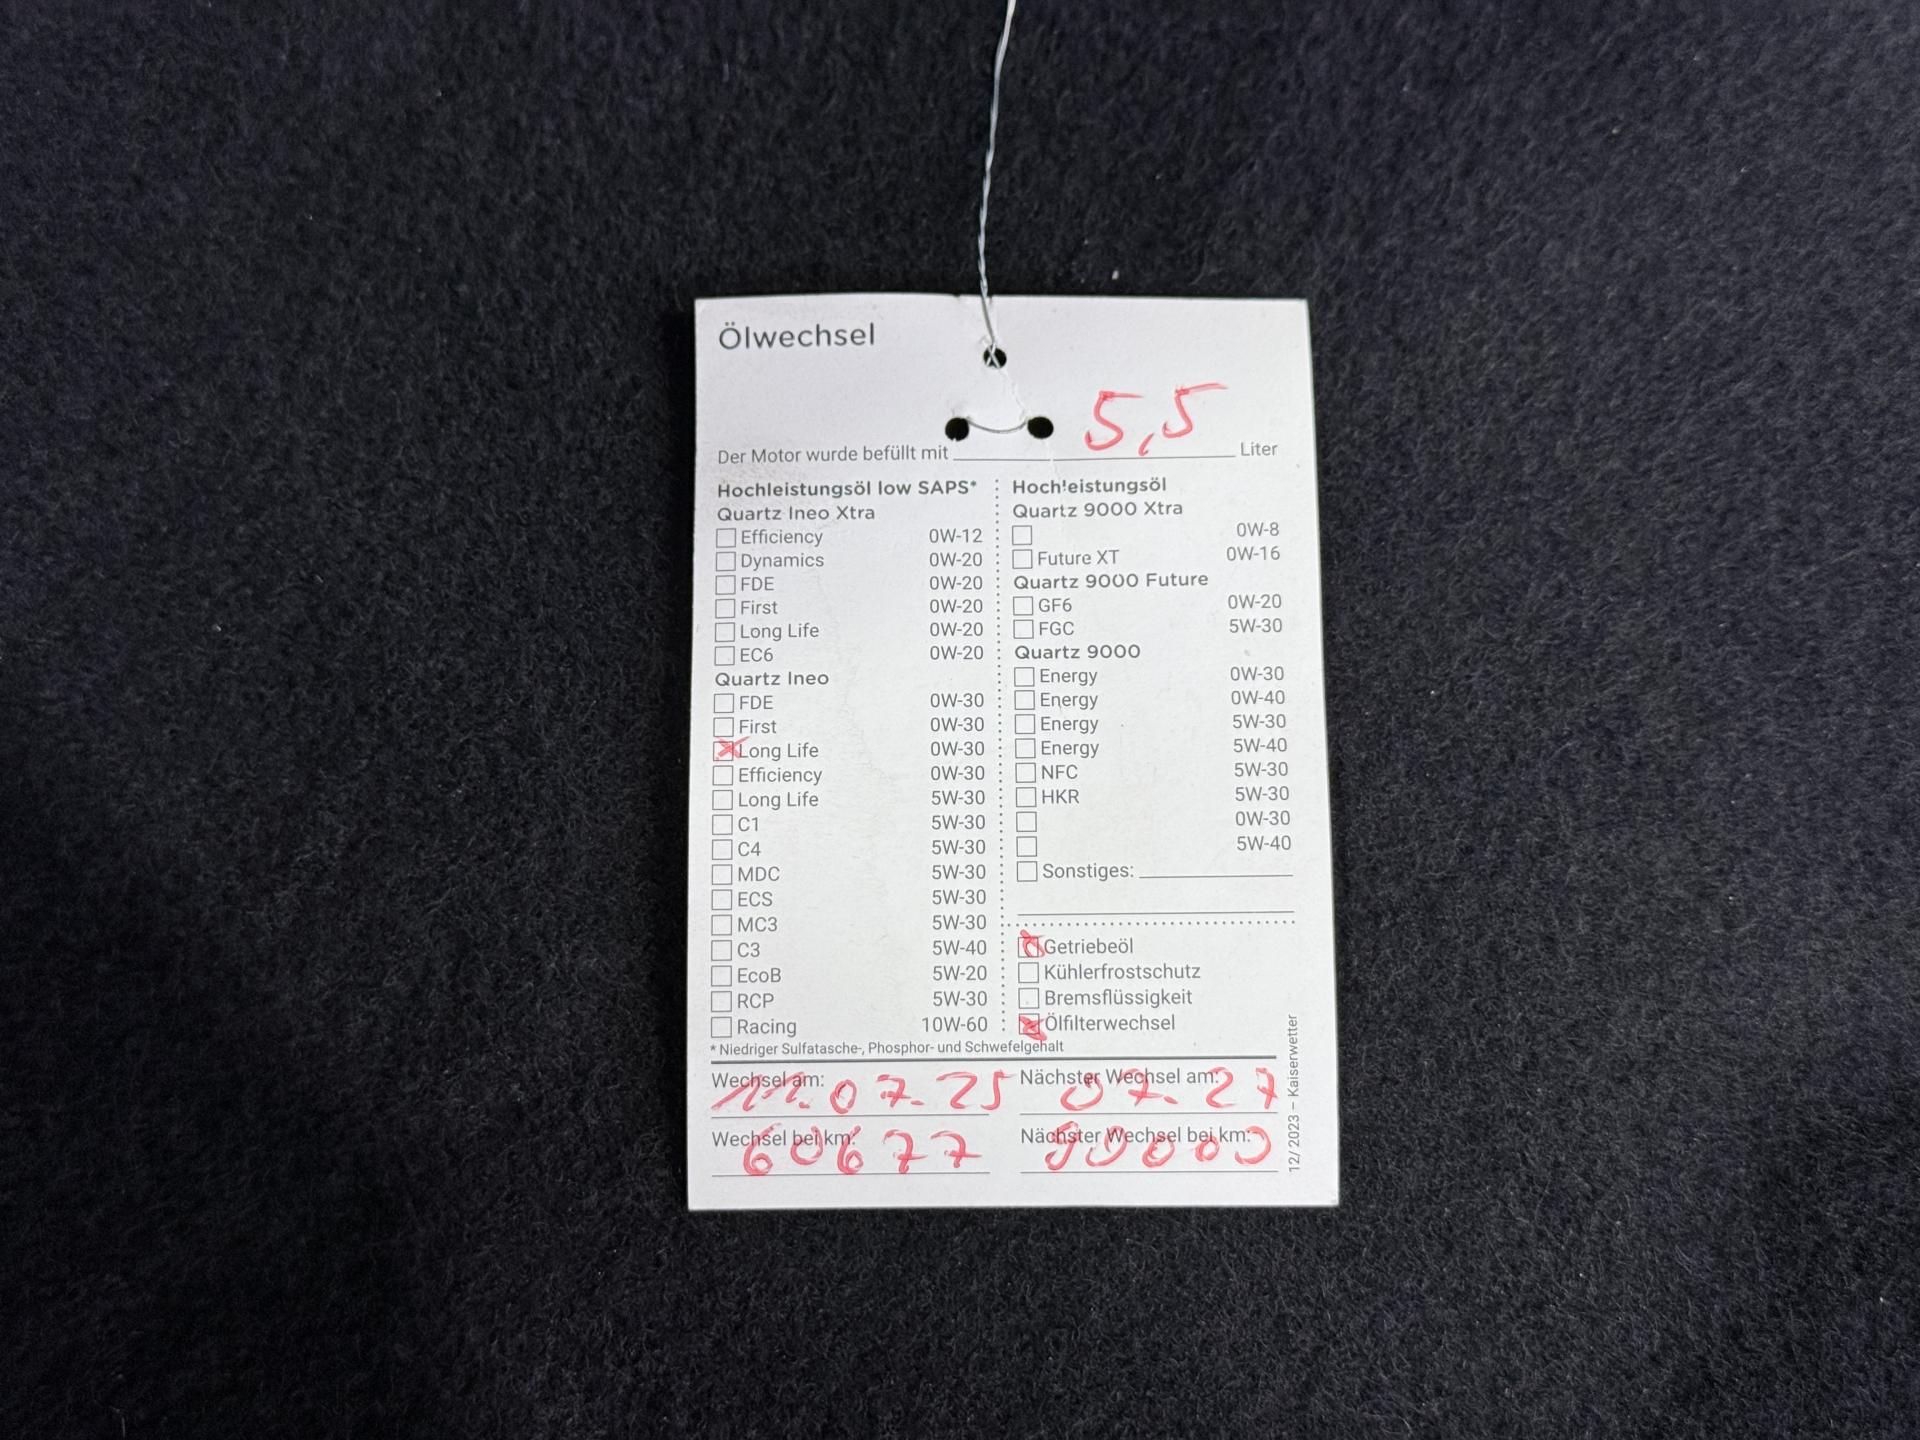 Ölwechsel
Der Motor wurde befüllt mit 5,5 Liter
Hochleistungsöl low SAPS*
Quartz Ineo Xtra
Efficiency 0W-12
Dynamics 0W-20
FDE 0W-20
First 0W-20
Long Life 0W-20
EC6 0W-20
Quartz Ineo
FDE 0W-30
First 0W-30
Long Life 0W-30
Efficiency 0W-30
Long Life 5W-30
C1 5W-30
C4 5W-30
MDC 5W-30
ECS 5W-30
MC3 5W-30
C3 5W-40
EcoB 5W-20
RCP 5W-30
Racing 10W-60
* Niedriger Sulfatasche-, Phosphor- und Schwefelgehalt
Hochleistungsöl
Quartz 9000 Xtra
0W-8
Future XT 0W-16
Quartz 9000 Future
GF6 0W-20
FGC 5W-30
Quartz 9000
Energy 0W-30
Energy 0W-40
Energy 5W-30
Energy 5W-40
NFC 5W-30
HKR 5W-30
0W-30
5W-40
Sonstiges:
Getriebeöl
Kühlerfrostschutz
Bremsflüssigkeit
Ölfilterwechsel
Wechsel am: 11.07.25
Nächster Wechsel am: 07.27
Wechsel bei km: 60677
Nächster Wechsel bei km: 90000
12/2023 – Kaiserwetter